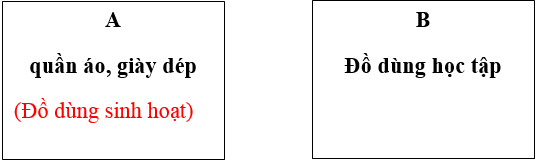 A
quần áo, giày dép
(Đồ dùng sinh hoạt)
B
Đồ dùng học tập